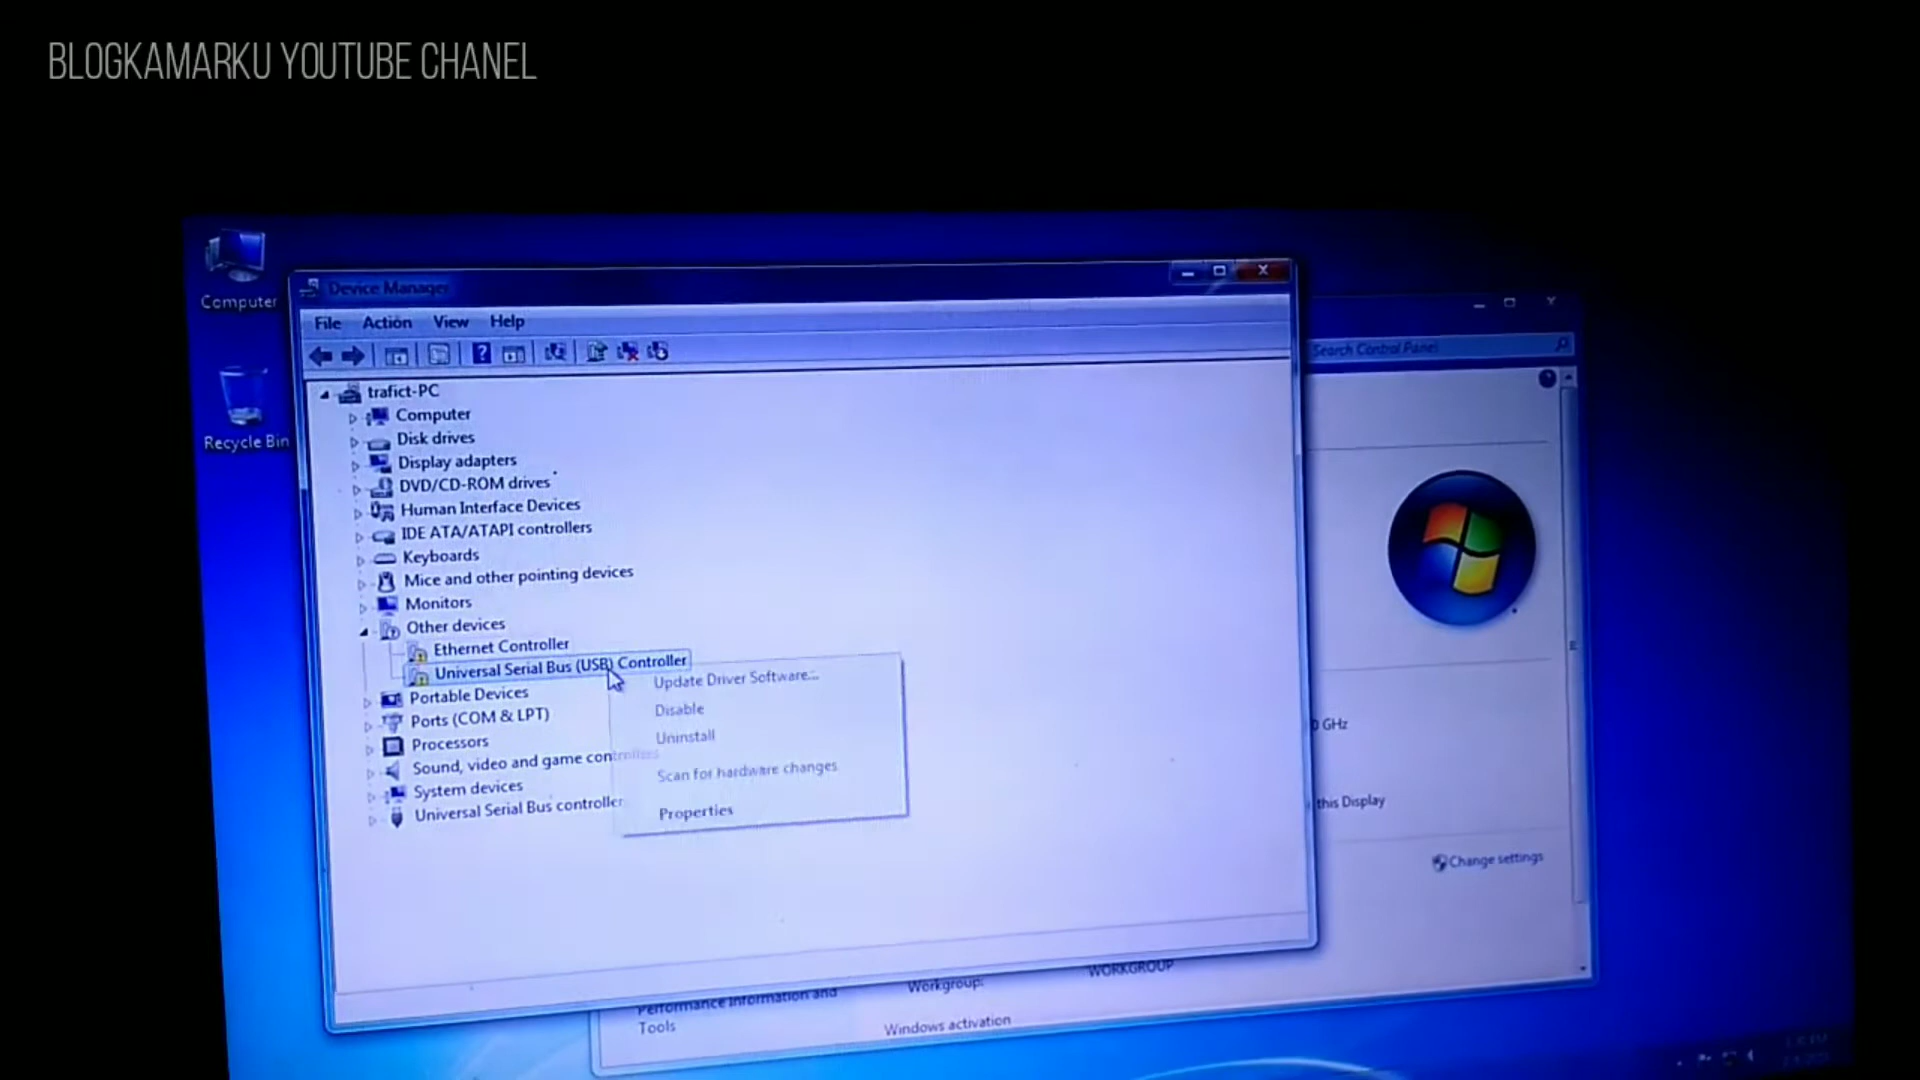 BLOGKAMARKU YOUTUBE CHANEL
Computer
Recycle Bin
Device Manager
File Action View Help
trafict-PC
Computer
Disk drives
Display adapters
DVD/CD-ROM drives
Human Interface Devices
IDE ATA/ATAPI controllers
Keyboards
Mice and other pointing devices
Monitors
Other devices
Ethernet Controller
Universal Serial Bus (USB) Controller
Portable Devices
Ports (COM & LPT)
Processors
Sound, video and game controllers
System devices
Universal Serial Bus controller
Update Driver Software...
Disable
Uninstall
Scan for hardware changes
Properties
Search Control Panel
0 GHz
this Display
Change settings
Workgroup:
WORKGROUP
Performance Information and
Tools
Windows activation